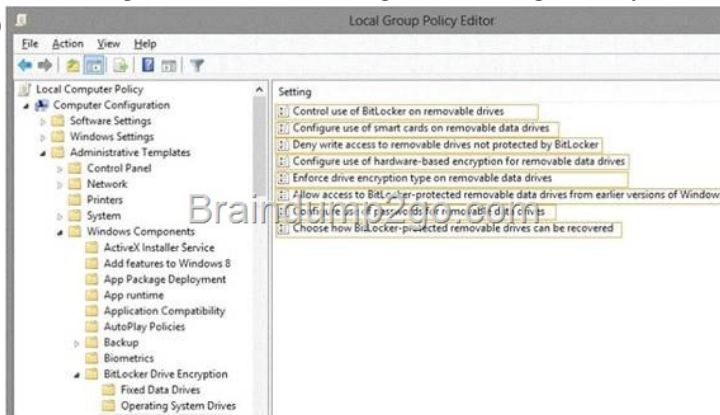 Local Group Policy Editor
File Action View Help
Local Computer Policy
Computer Configuration
Software Settings
Windows Settings
Administrative Templates
Control Panel
Network
Printers
System
Windows Components
ActiveX Installer Service
Add features to Windows 8
App Package Deployment
App runtime
Application Compatibility
AutoPlay Policies
Backup
Biometrics
BitLocker Drive Encryption
Fixed Data Drives
Operating System Drives
Setting
Control use of BitLocker on removable drives
Configure use of smart cards on removable data drives
Deny write access to removable drives not protected by BitLocker
Configure use of hardware-based encryption for removable data drives
Enforce drive encryption type on removable data drives
Allow access to BitLocker-protected removable data drives from earlier versions of Window
Configure use of passwords for removable data drives
Choose how BitLocker-protected removable drives can be recovered
Braindump2go.com